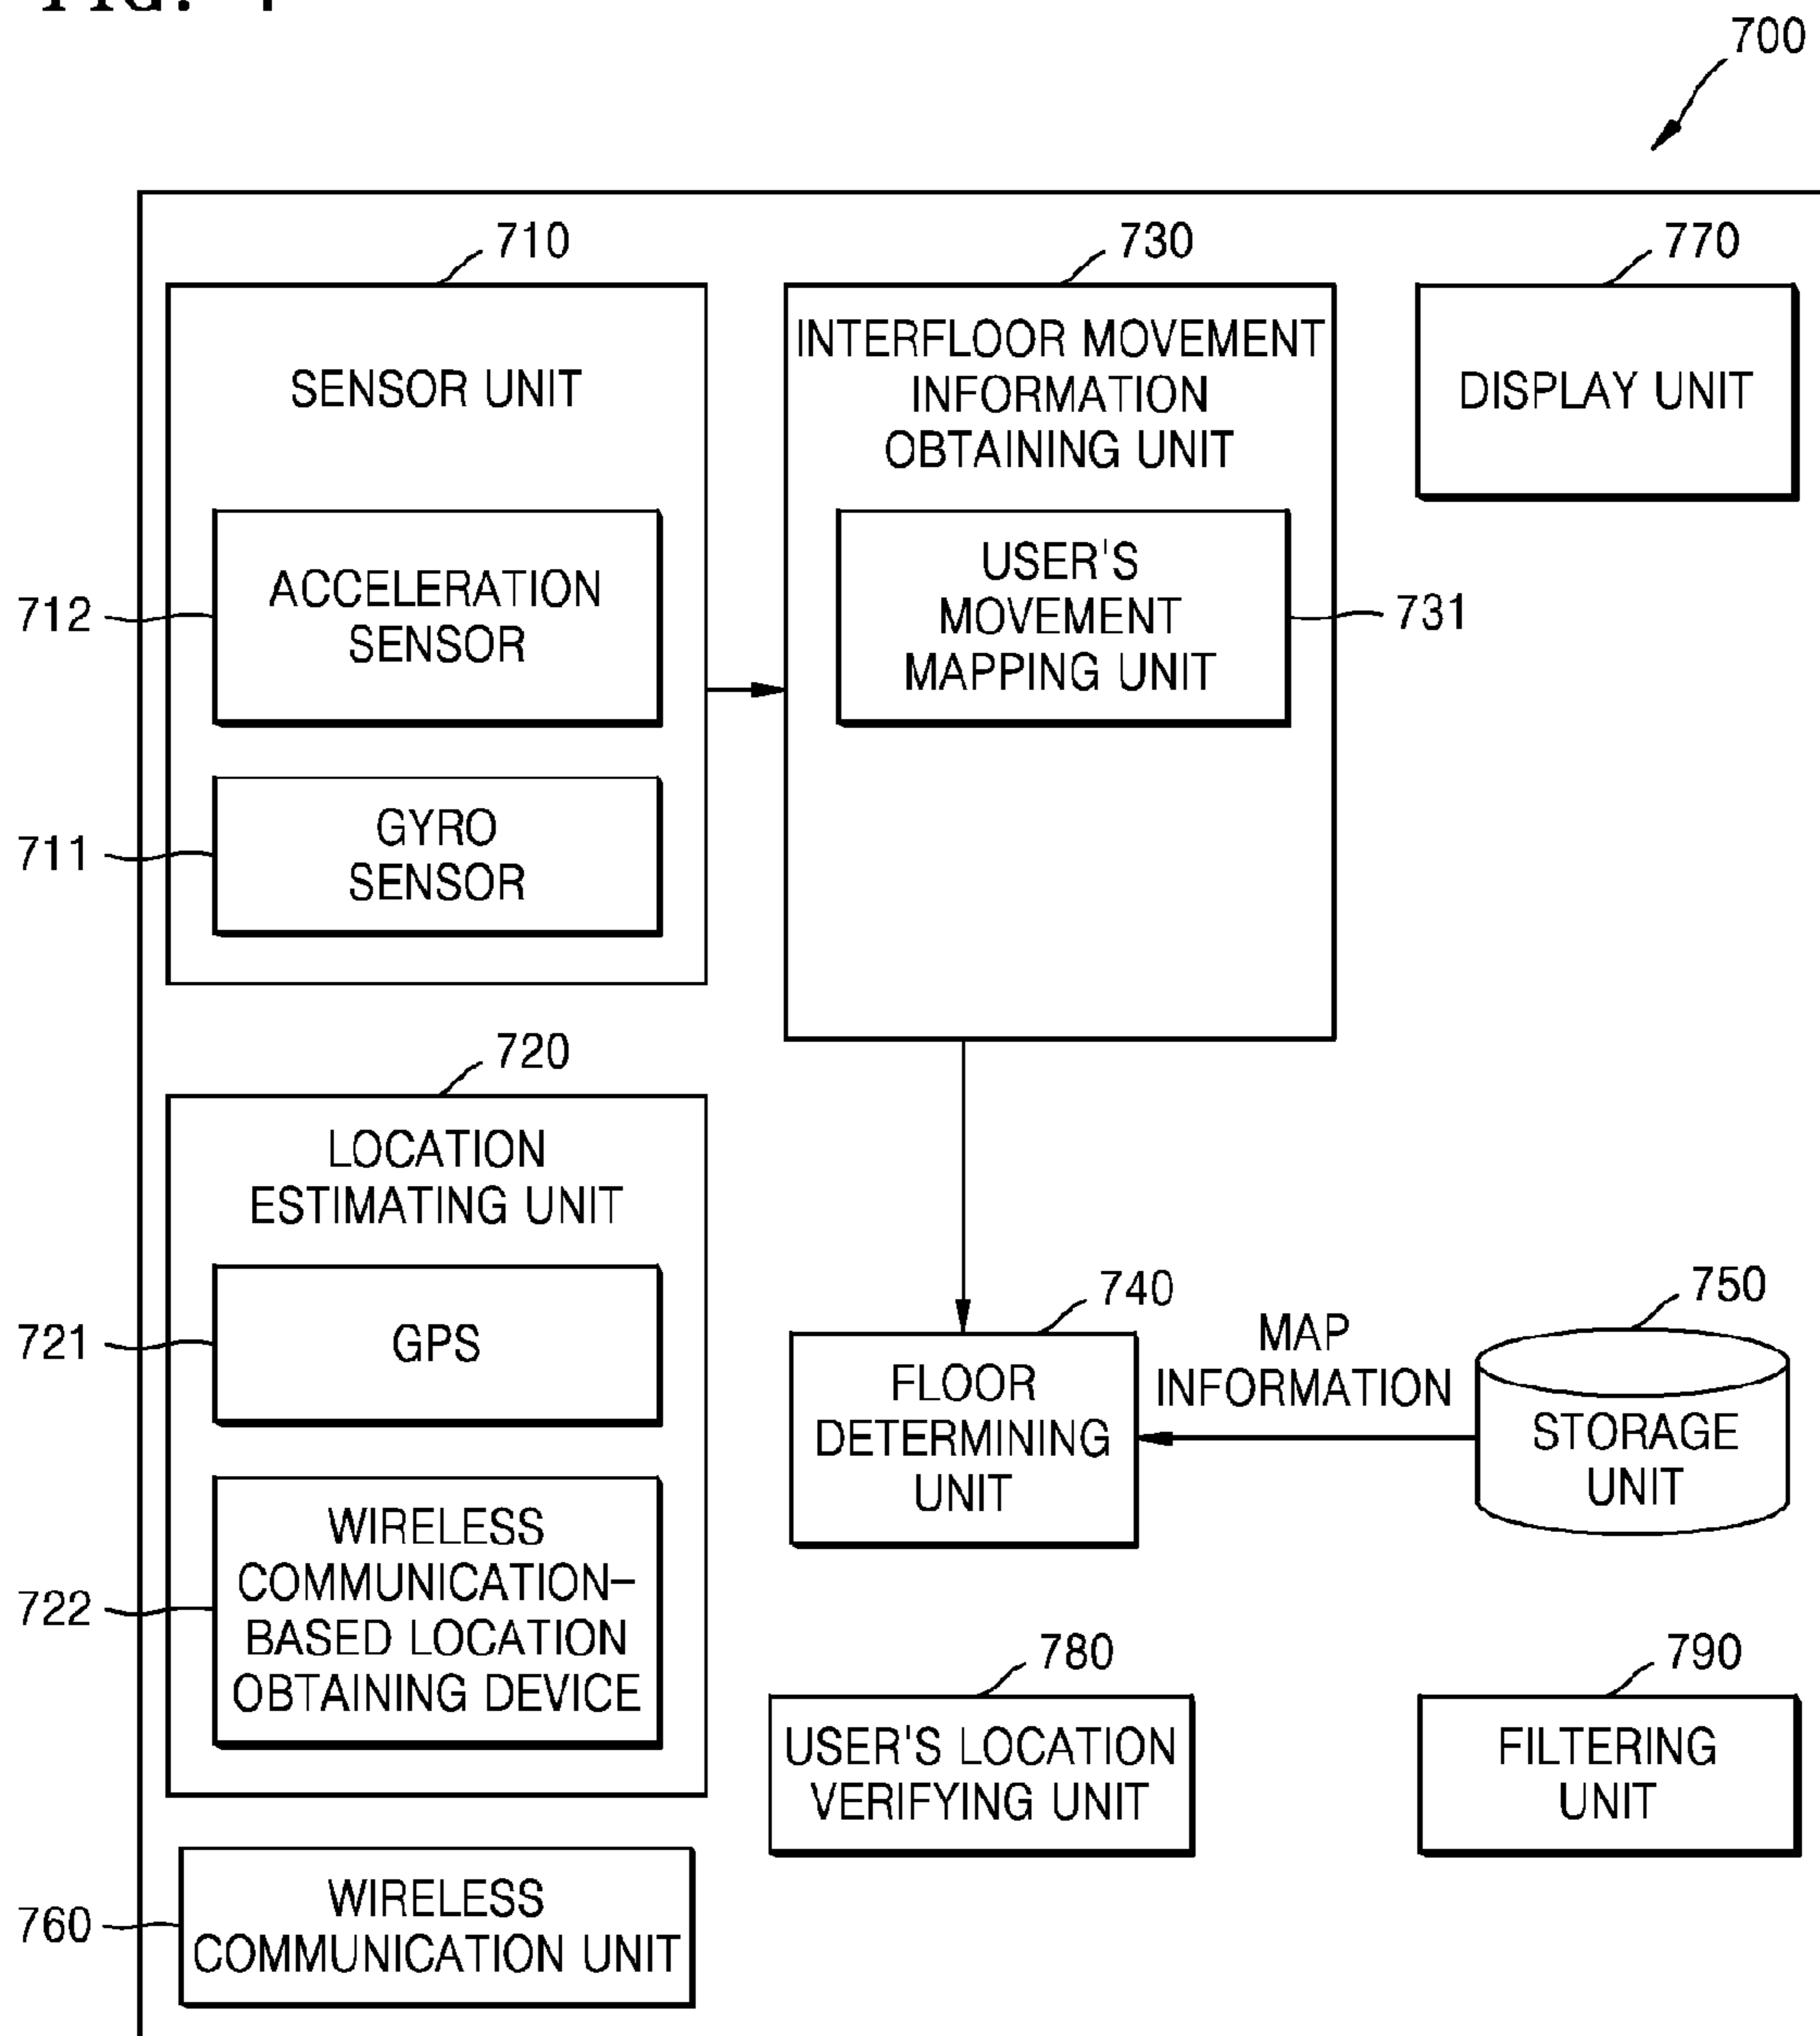 700
710
SENSOR UNIT
712
ACCELERATION
SENSOR
711
GYRO
SENSOR
730
INTERFLOOR MOVEMENT
INFORMATION
OBTAINING UNIT
USER'S
MOVEMENT
MAPPING UNIT
731
770
DISPLAY UNIT
720
LOCATION
ESTIMATING UNIT
721
GPS
722
WIRELESS
COMMUNICATION-
BASED LOCATION
OBTAINING DEVICE
740
FLOOR
DETERMINING
UNIT
MAP
INFORMATION
750
STORAGE
UNIT
780
USER'S LOCATION
VERIFYING UNIT
790
FILTERING
UNIT
760
WIRELESS
COMMUNICATION UNIT